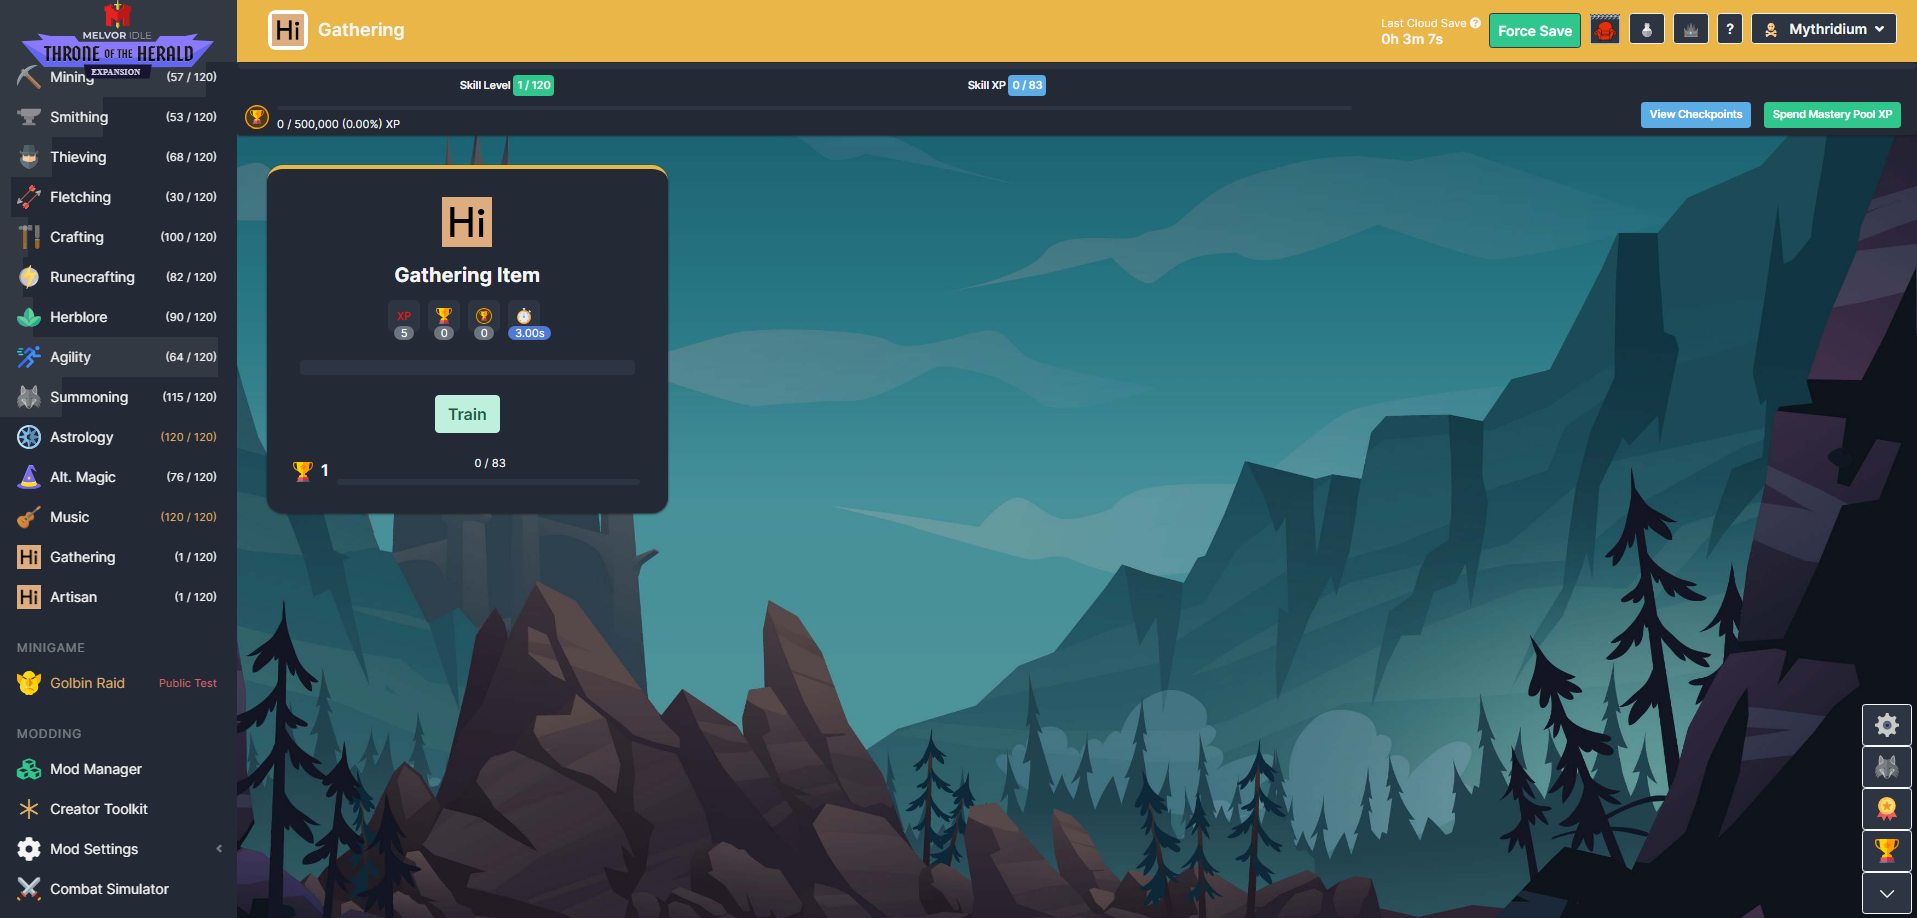 MELVOR IDLE
THRONE OF THE HERALD
EXPANSION
Mining (57 / 120)
Smithing (53 / 120)
Thieving (68 / 120)
Fletching (30 / 120)
Crafting (100 / 120)
Runecrafting (82 / 120)
Herblore (90 / 120)
Agility (64 / 120)
Summoning (115 / 120)
Astrology (120 / 120)
Alt. Magic (76 / 120)
Music (120 / 120)
Hi Gathering (1 / 120)
Hi Artisan (1 / 120)
MINIGAME
Golbin Raid Public Test
MODDING
Mod Manager
Creator Toolkit
Mod Settings
Combat Simulator
Hi Gathering
Last Cloud Save ?
0h 3m 7s
Force Save
?
Mythridium
Skill Level 1 / 120
Skill XP 0 / 83
0 / 500,000 (0.00%) XP
View Checkpoints
Spend Mastery Pool XP
Hi
Gathering Item
XP
5 0 0 3.00s
Train
1 0 / 83